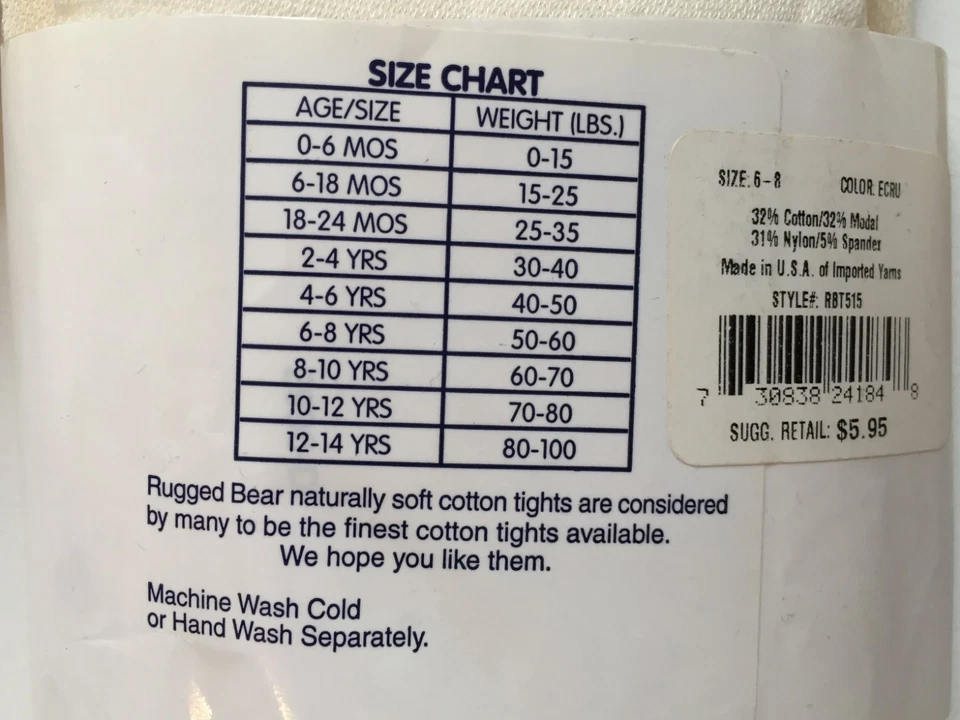 SIZE CHART
AGE/SIZE WEIGHT (LBS.)
0-6 MOS 0-15
6-18 MOS 15-25
18-24 MOS 25-35
2-4 YRS 30-40
4-6 YRS 40-50
6-8 YRS 50-60
8-10 YRS 60-70
10-12 YRS 70-80
12-14 YRS 80-100
Rugged Bear naturally soft cotton tights are considered
by many to be the finest cotton tights available.
We hope you like them.
Machine Wash Cold
or Hand Wash Separately.
SIZE: 6-8 COLOR: ECRU
32% Cotton/32% Modal
31% Nylon/5% Spandex
Made in U.S.A. of Imported Yarns
STYLE#: RBT515
7 30838 24184 8
SUGG. RETAIL: $5.95